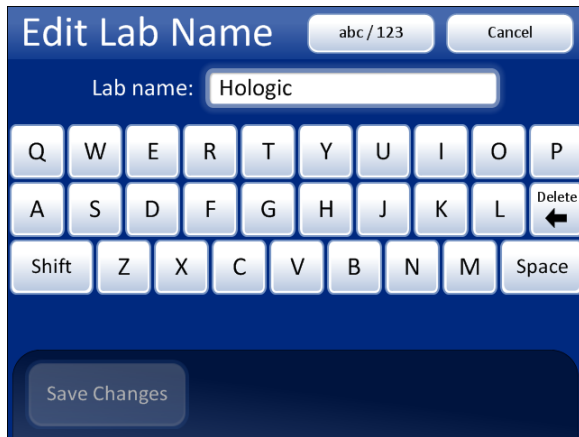 Edit Lab Name abc / 123 Cancel
Lab name: Hologic
Q W E R T Y U I O P
A S D F G H J K L Delete
Shift Z X C V B N M Space
Save Changes